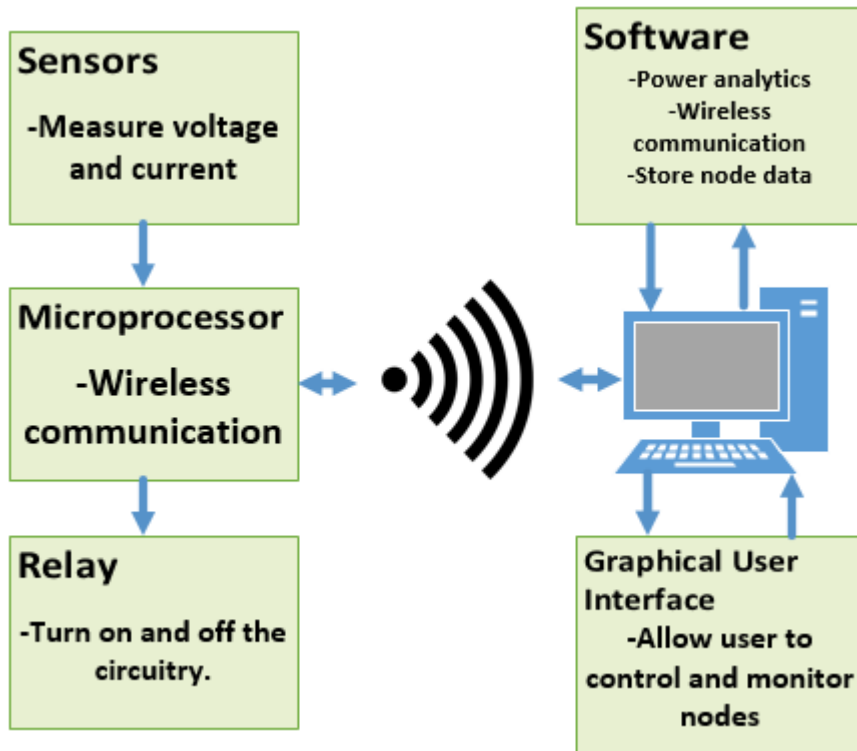 Sensors
-Measure voltage
and current
Microprocessor
-Wireless
communication
Relay
-Turn on and off the
circuitry.
Software
-Power analytics
-Wireless
communication
-Store node data
Graphical User
Interface
-Allow user to
control and monitor
nodes